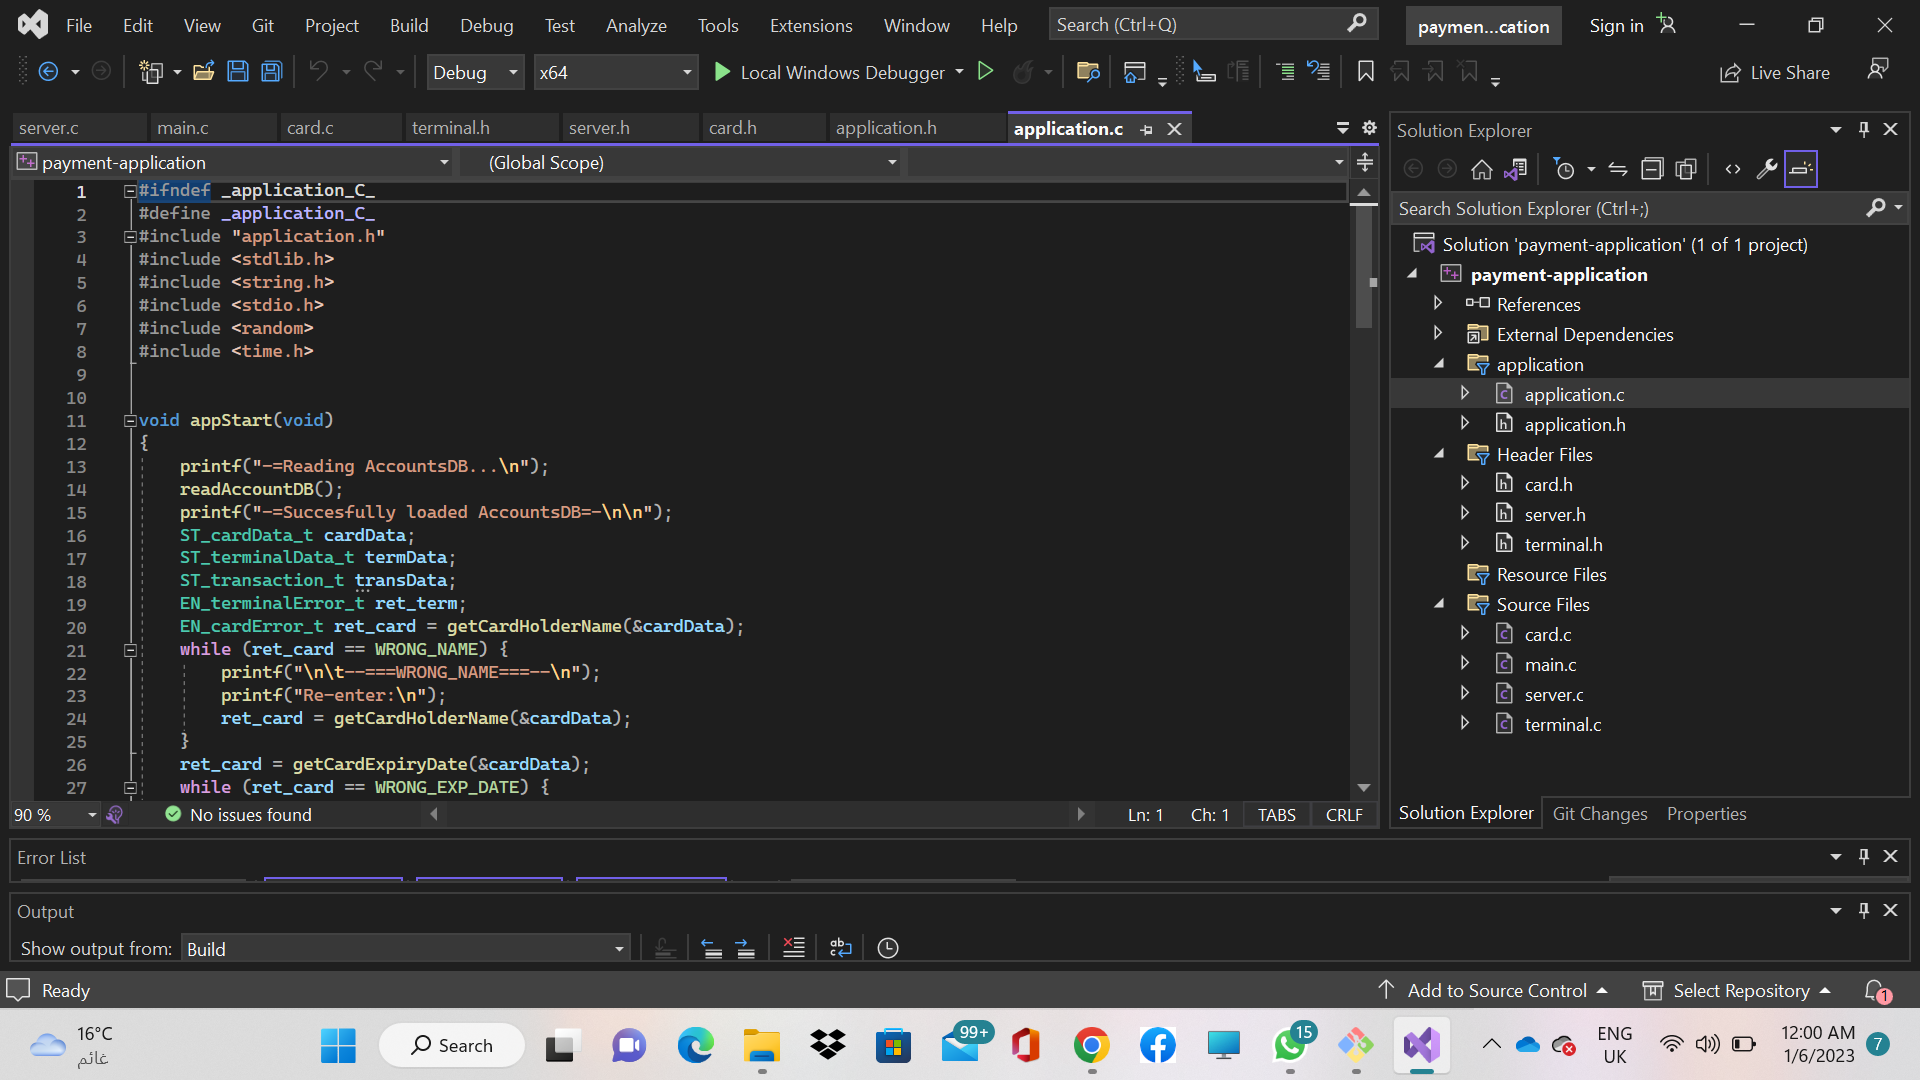 File Edit View Git Project Build Debug Test Analyze Tools Extensions Window Help Search (Ctrl+Q) paymen...cation Sign in
Debug x64 Local Windows Debugger Live Share
server.c main.c card.c terminal.h server.h card.h application.h application.c
payment-application (Global Scope)
1 #ifndef _application_C_
2 #define _application_C_
3 #include "application.h"
4 #include <stdlib.h>
5 #include <string.h>
6 #include <stdio.h>
7 #include <random>
8 #include <time.h>
9
10
11 void appStart(void)
12 {
13 printf("-=Reading AccountsDB...\n");
14 readAccountDB();
15 printf("-=Succesfully loaded AccountsDB=-\n\n");
16 ST_cardData_t cardData;
17 ST_terminalData_t termData;
18 ST_transaction_t transData;
19 EN_terminalError_t ret_term;
20 EN_cardError_t ret_card = getCardHolderName(&cardData);
21 while (ret_card == WRONG_NAME) {
22 printf("\n\t--===WRONG_NAME===--\n");
23 printf("Re-enter:\n");
24 ret_card = getCardHolderName(&cardData);
25 }
26 ret_card = getCardExpiryDate(&cardData);
27 while (ret_card == WRONG_EXP_DATE) {
90 % No issues found Ln: 1 Ch: 1 TABS CRLF
Solution Explorer
Search Solution Explorer (Ctrl+;)
Solution 'payment-application' (1 of 1 project)
payment-application
References
External Dependencies
application
application.c
application.h
Header Files
card.h
server.h
terminal.h
Resource Files
Source Files
card.c
main.c
server.c
terminal.c
Solution Explorer Git Changes Properties
Error List
Output
Show output from: Build
Ready Add to Source Control Select Repository 1
16°C
غائم
Search
99+
15
ENG
UK
12:00 AM
1/6/2023
7